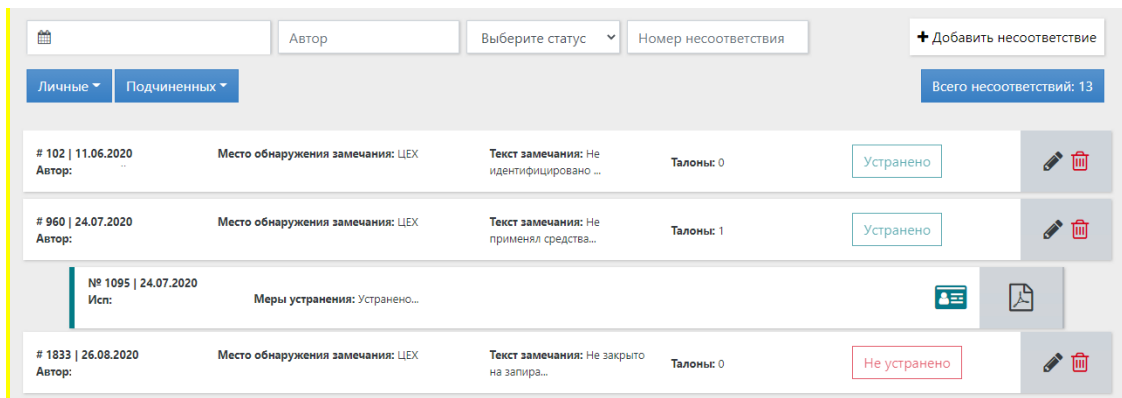 Автор
Выберите статус
Номер несоответствия
+ Добавить несоответствие
Личные
Подчиненных
Всего несоответствий: 13
# 102 | 11.06.2020
Автор:
Место обнаружения замечания: ЦЕХ
Текст замечания: Не
идентифицировано ...
Талоны: 0
Устранено
# 960 | 24.07.2020
Автор:
Место обнаружения замечания: ЦЕХ
Текст замечания: Не
применял средства...
Талоны: 1
Устранено
№ 1095 | 24.07.2020
Исп:
Меры устранения: Устранено...
# 1833 | 26.08.2020
Автор:
Место обнаружения замечания: ЦЕХ
Текст замечания: Не закрыто
на запира...
Талоны: 0
Не устранено